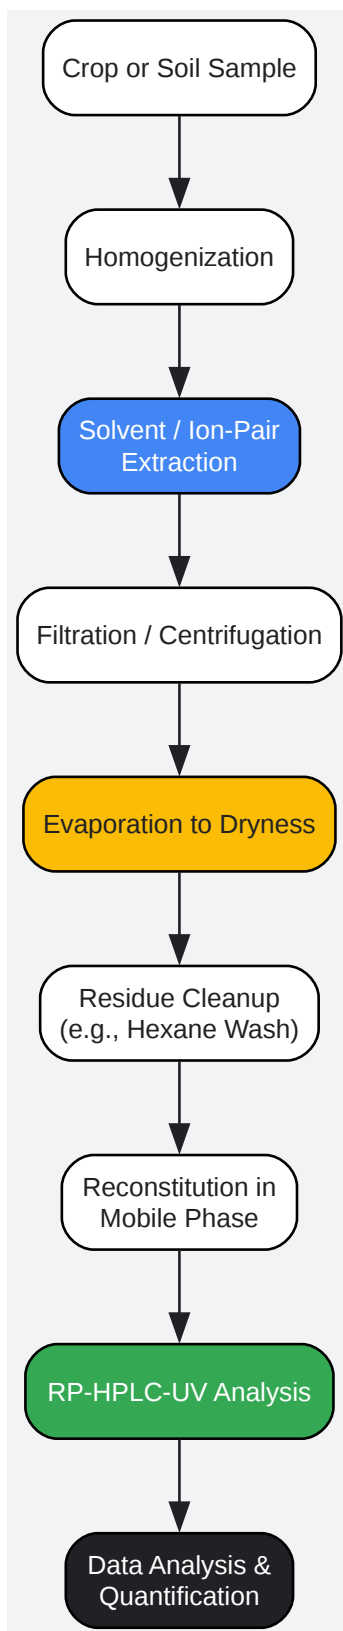 Crop or Soil Sample
Homogenization
Solvent / Ion-Pair
Extraction
Filtration / Centrifugation
Evaporation to Dryness
Residue Cleanup
(e.g., Hexane Wash)
Reconstitution in
Mobile Phase
RP-HPLC-UV Analysis
Data Analysis &
Quantification